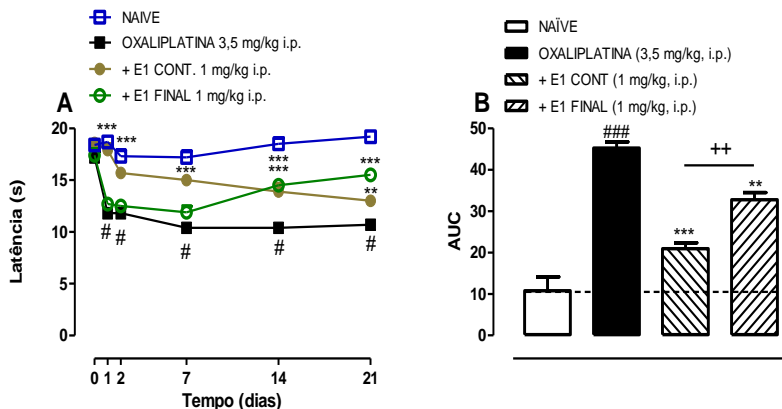 NAIVE
OXALIPLATINA 3,5 mg/kg i.p.
+ E1 CONT. 1 mg/kg i.p.
+ E1 FINAL 1 mg/kg i.p.
A
Latência (s)
20
15
10
5
0
***
***
***
***
***
***
**
#
#
#
#
#
0 1 2 7 14 21
Tempo (dias)
NAÏVE
OXALIPLATINA (3,5 mg/kg, i.p.)
+ E1 CONT (1 mg/kg, i.p.)
+ E1 FINAL (1 mg/kg, i.p.)
B
AUC
50
40
30
20
10
0
###
++
***
**